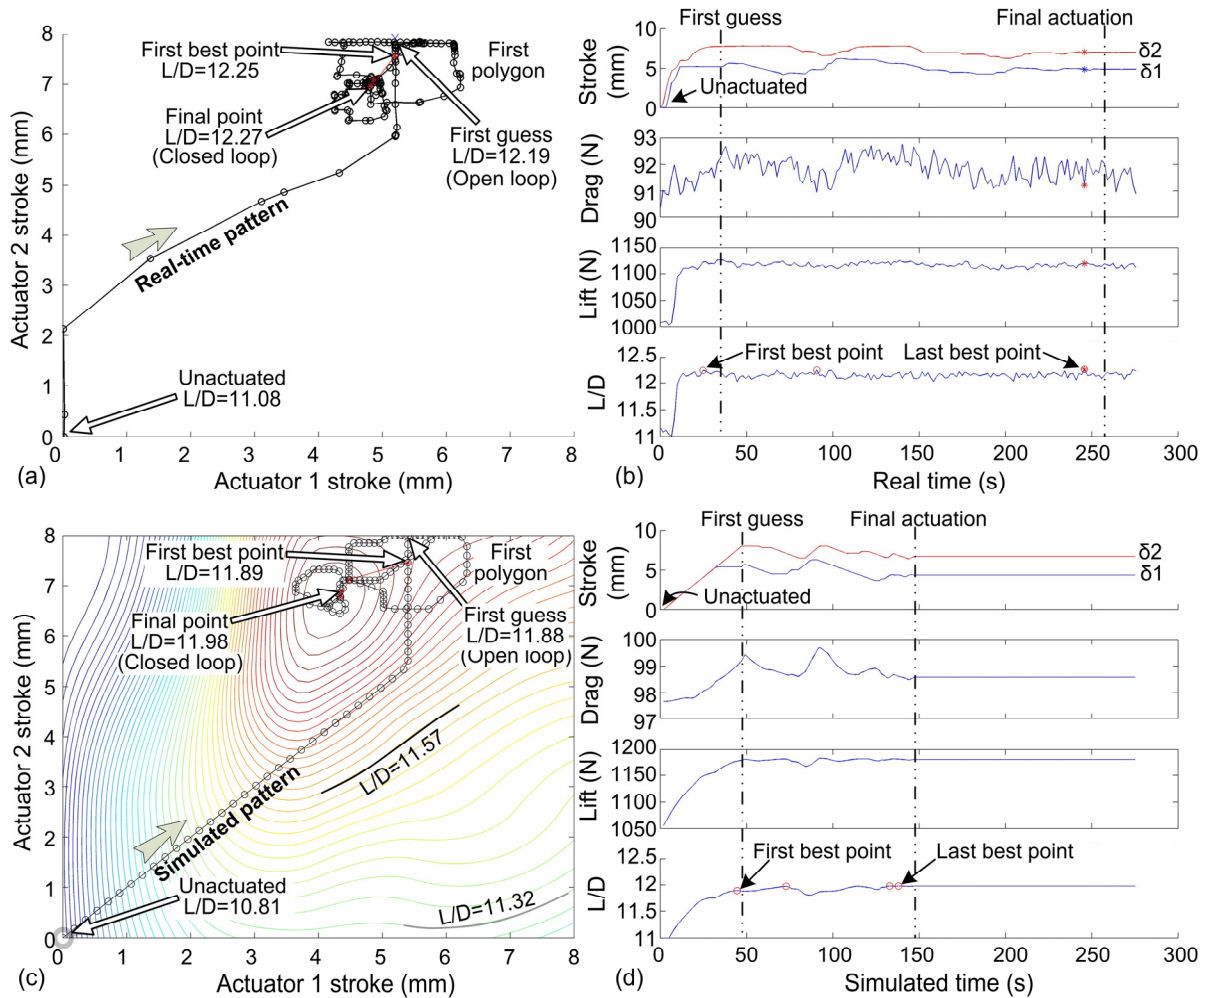 8
7
6
5
4
3
2
1
0
Actuator 2 stroke (mm)
First best point
L/D=12.25
First
polygon
Final point
L/D=12.27
(Closed loop)
First guess
L/D=12.19
(Open loop)
Real-time pattern
Unactuated
L/D=11.08
0 1 2 3 4 5 6 7 8
(a)
Actuator 1 stroke (mm)
First guess
Final actuation
10
5
0
Stroke
(mm)
Unactuated
δ2
δ1
93
92
91
90
Drag (N)
1150
1100
1050
1000
Lift (N)
12.5
12
11.5
11
L/D
First best point
Last best point
0 50 100 150 200 250 300
(b)
Real time (s)
8
7
6
5
4
3
2
1
0
Actuator 2 stroke (mm)
First best point
L/D=11.89
First
polygon
Final point
L/D=11.98
(Closed loop)
First guess
L/D=11.88
(Open loop)
L/D=11.57
Simulated pattern
Unactuated
L/D=10.81
L/D=11.32
0 1 2 3 4 5 6 7 8
(c)
Actuator 1 stroke (mm)
First guess
Final actuation
10
5
0
Stroke
(mm)
Unactuated
δ2
δ1
100
99
98
97
Drag (N)
1200
1150
1100
1050
Lift (N)
12.5
12
11.5
11
L/D
First best point
Last best point
0 50 100 150 200 250 300
(d)
Simulated time (s)